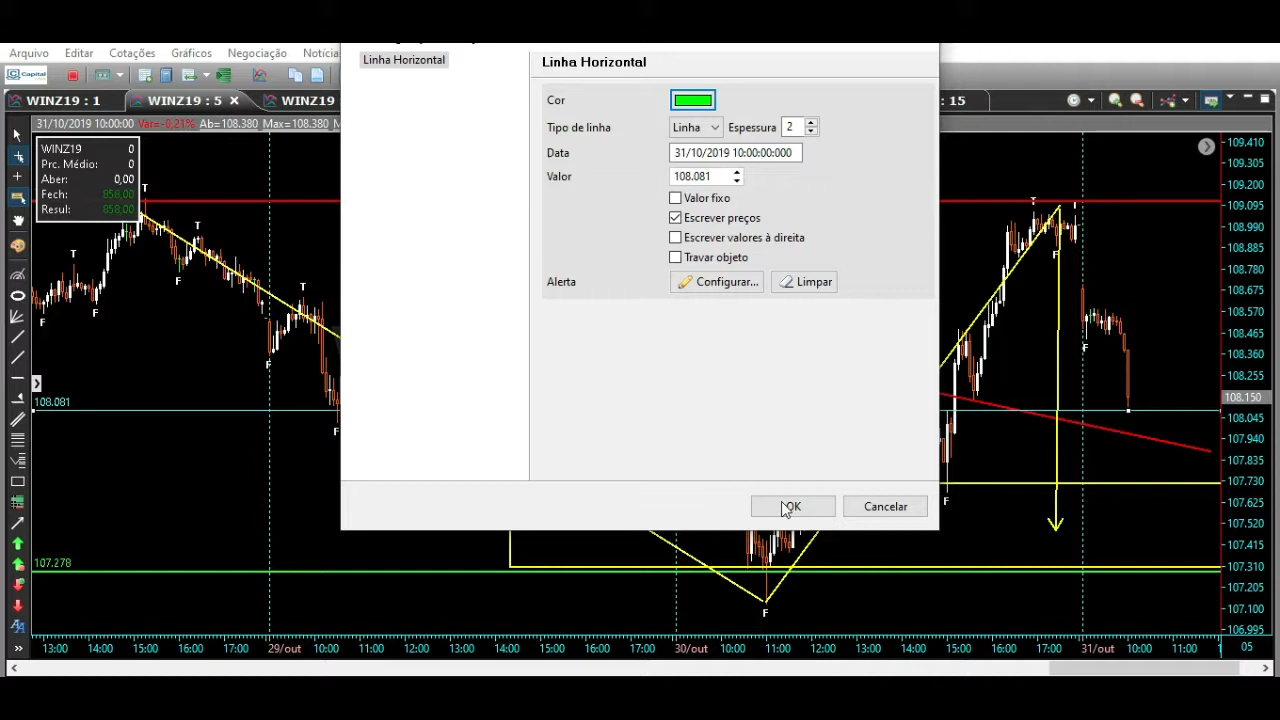 Arquivo Editar Cotações Gráficos Negociação Notícia
Capital
WINZ19 : 1 WINZ19 : 5 WINZ19 : 15
31/10/2019 10:00:00 Var=-0,21% Ab=108.380 Max=108.380
WINZ19 0
Prc. Médio: 0
Aber: 0,00
Fech: 858,00
Resul: 858,00
Linha Horizontal
Linha Horizontal
Cor
Tipo de linha Linha Espessura 2
Data 31/10/2019 10:00:00:000
Valor 108.081
Valor fixo
Escrever preços
Escrever valores à direita
Travar objeto
Alerta Configurar... Limpar
OK Cancelar
T
T
T
T
F
F
F
F
F
T
T
F
F
F
F
108.081
107.278
109.410
109.305
109.200
109.095
108.990
108.885
108.780
108.675
108.570
108.465
108.360
108.255
108.150
108.045
107.940
107.835
107.730
107.625
107.520
107.415
107.310
107.205
107.100
106.995
13:00 14:00 15:00 16:00 17:00 29/out 11:00 12:00 13:00 14:00 15:00 16:00 17:00 30/out 10:00 11:00 12:00 13:00 14:00 15:00 16:00 17:00 31/out 10:00 11:00 05